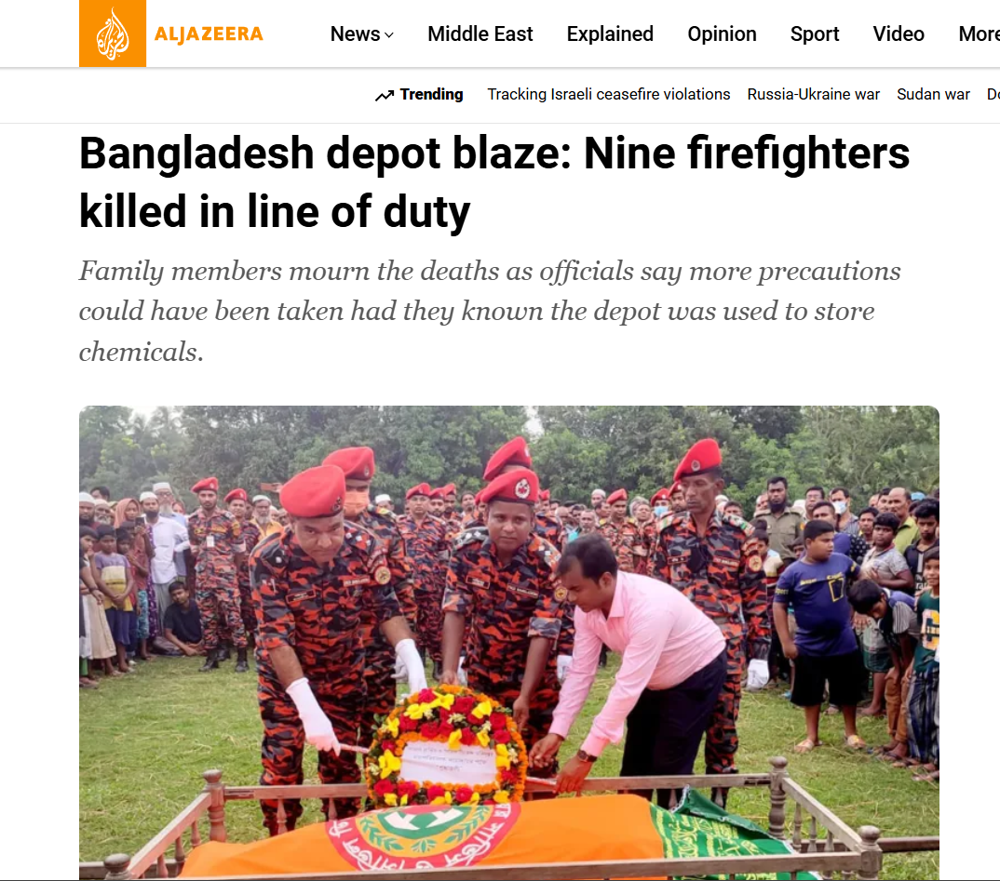 ALJAZEERA
News
Middle East
Explained
Opinion
Sport
Video
More
Trending
Tracking Israeli ceasefire violations
Russia-Ukraine war
Sudan war
Bangladesh depot blaze: Nine firefighters
killed in line of duty
Family members mourn the deaths as officials say more precautions
could have been taken had they known the depot was used to store
chemicals.